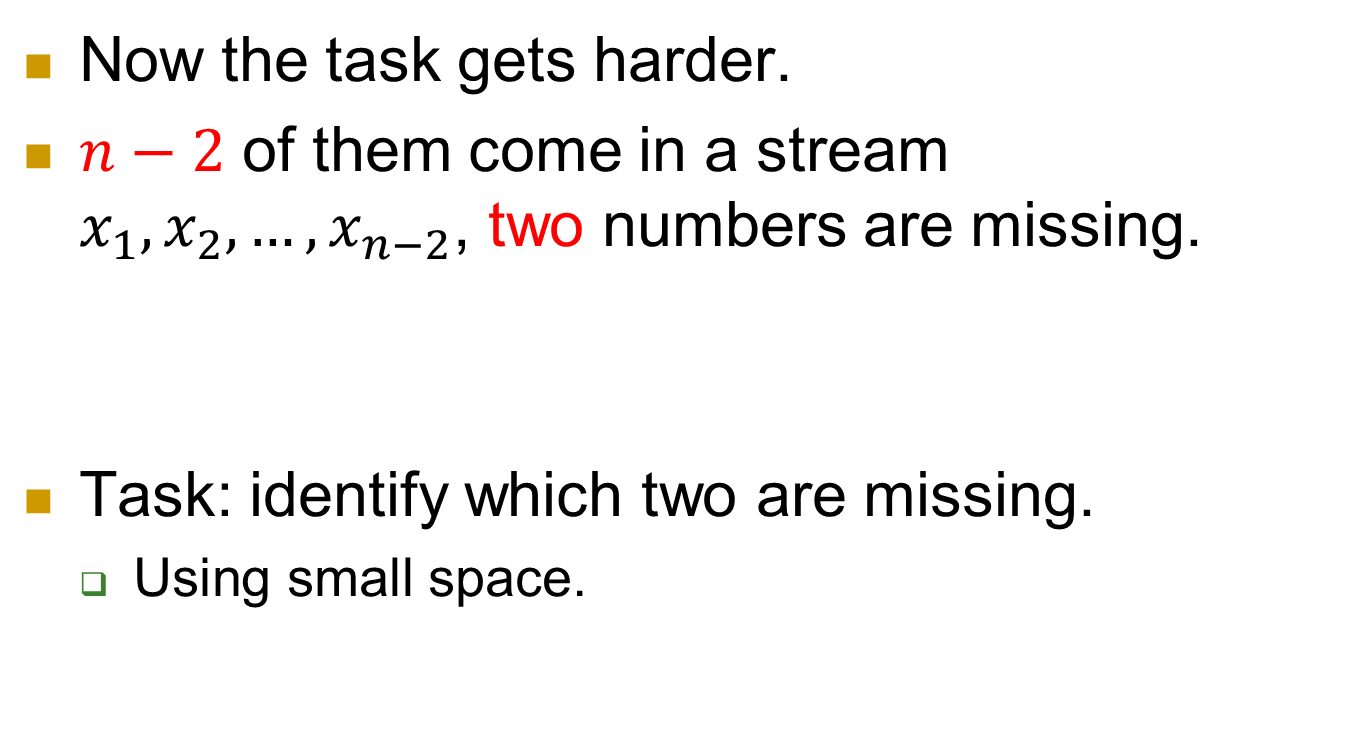 Now the task gets harder.
n − 2 of them come in a stream
x₁, x₂, … , xₙ₋₂, two numbers are missing.
Task: identify which two are missing.
Using small space.